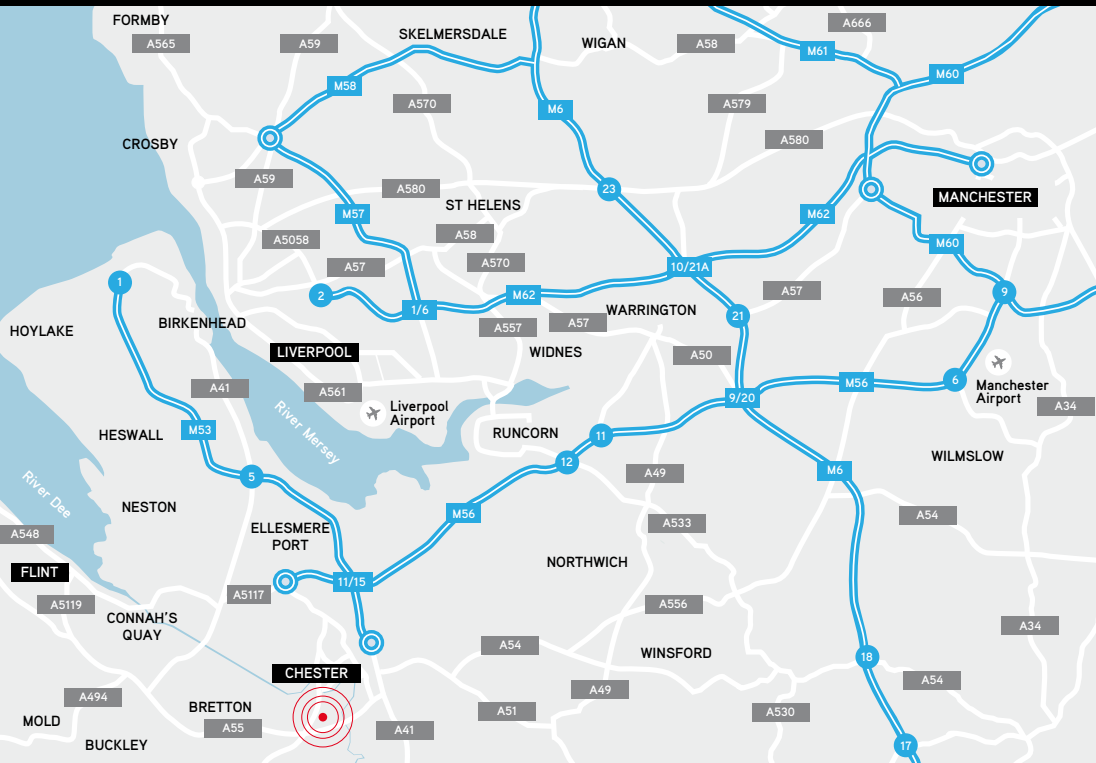 FORMBY
A565
A59
SKELMERSDALE
WIGAN
A58
A666
M61
M60
M58
A570
M6
A579
A580
CROSBY
A59
A580
23
ST HELENS
MANCHESTER
M57
M62
A5058
A58
M60
A57
A570
10/21A
1
2
1/6
M62
A57
A56
9
HOYLAKE
BIRKENHEAD
A557
A57
WARRINGTON
21
LIVERPOOL
WIDNES
A50
A41
A561
M56
6
Manchester
Airport
Liverpool
Airport
9/20
A34
River Mersey
HESWALL
M53
RUNCORN
11
12
WILMSLOW
5
A49
M6
River Dee
NESTON
M56
A54
ELLESMERE
PORT
A533
A548
NORTHWICH
FLINT
11/15
A5117
A5119
CONNAH'S
QUAY
A556
A34
A54
WINSFORD
18
CHESTER
A49
A54
A494
BRETTON
A51
A530
MOLD
A55
A41
BUCKLEY
17